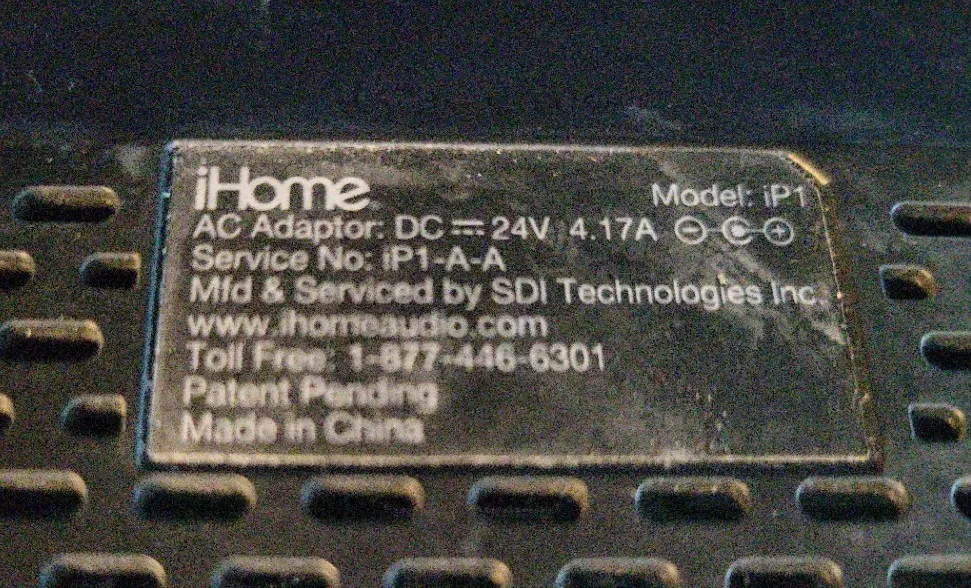 iHome
Model: iP1
AC Adaptor: DC ⎓ 24V 4.17A
Service No: iP1-A-A
Mfd & Serviced by SDI Technologies Inc.
www.ihomeaudio.com
Toll Free: 1-877-446-6301
Patent Pending
Made in China